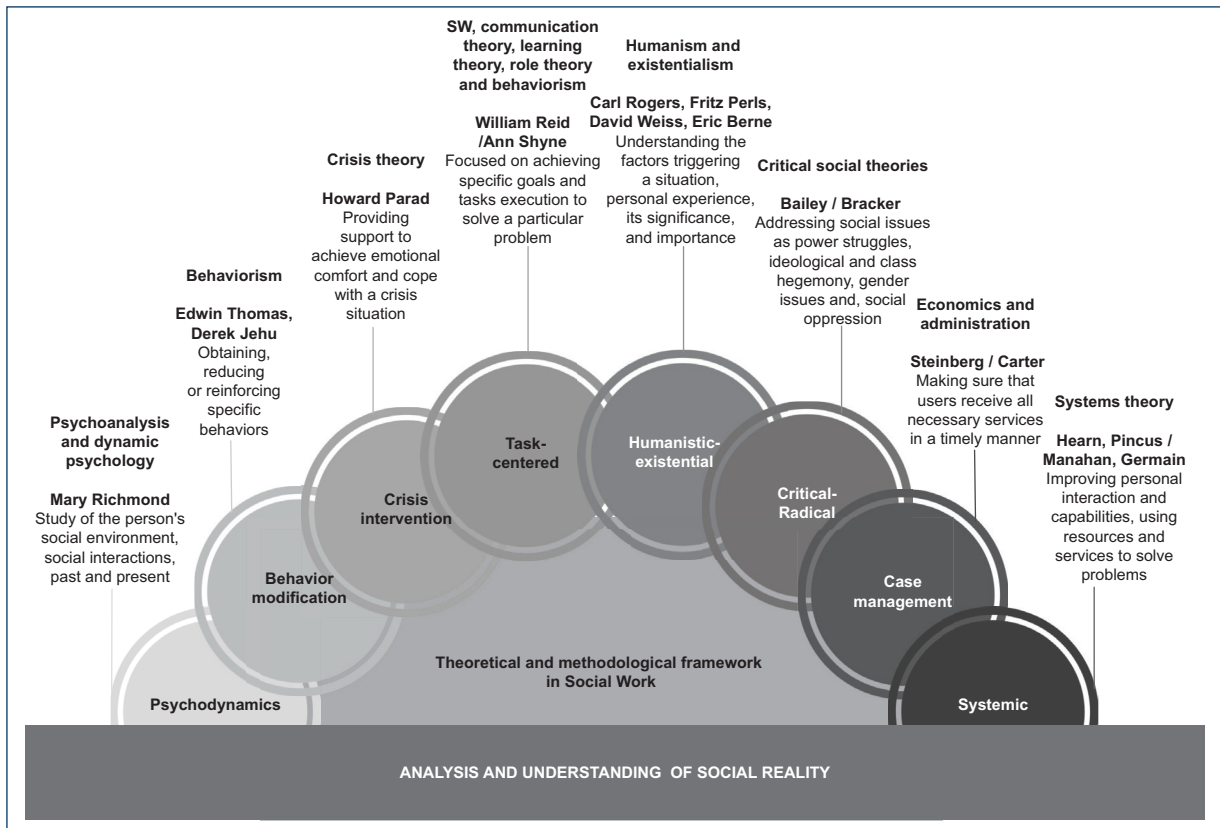 Psychoanalysis
and dynamic
psychology
Mary Richmond
Study of the person's
social environment,
social interactions,
past and present
Psychodynamics
Behaviorism
Edwin Thomas,
Derek Jehu
Obtaining,
reducing
or reinforcing
specific
behaviors
Behavior
modification
Crisis theory
Howard Parad
Providing
support to
achieve emotional
comfort and cope
with a crisis
situation
Crisis
intervention
SW, communication
theory, learning
theory, role theory
and behaviorism
William Reid
/Ann Shyne
Focused on achieving
specific goals and
tasks execution to
solve a particular
problem
Task-
centered
Humanism and
existentialism
Carl Rogers, Fritz Perls,
David Weiss, Eric Berne
Understanding the
factors triggering
a situation,
personal experience,
its significance,
and importance
Humanistic-
existential
Critical social theories
Bailey / Bracker
Addressing social issues
as power struggles,
ideological and class
hegemony, gender
issues and, social
oppression
Critical-
Radical
Economics and
administration
Steinberg / Carter
Making sure that
users receive all
necessary services
in a timely manner
Case
management
Systems theory
Hearn, Pincus /
Manahan, Germain
Improving personal
interaction and
capabilities, using
resources and
services to solve
problems
Systemic
Theoretical and methodological framework
in Social Work
ANALYSIS AND UNDERSTANDING OF SOCIAL REALITY